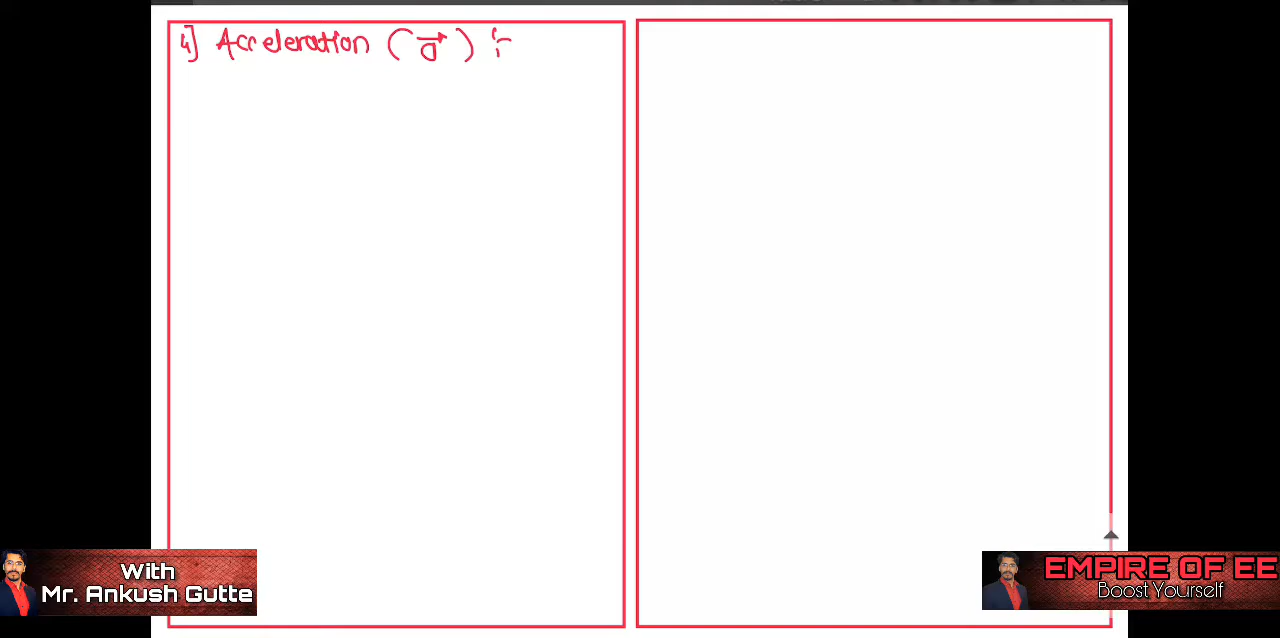 4] Acceleration (a⃗) :-
With
Mr. Ankush Gutte
EMPIRE OF EE
Boost Yourself